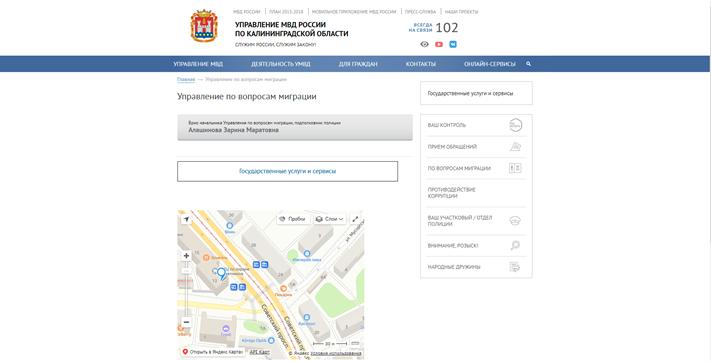 МВД РОССИИ
ПЛАН 2013-2018
МОБИЛЬНОЕ ПРИЛОЖЕНИЕ МВД РОССИИ
ПРЕСС-СЛУЖБА
НАШИ ПРОЕКТЫ
УПРАВЛЕНИЕ МВД РОССИИ
ПО КАЛИНИНГРАДСКОЙ ОБЛАСТИ
СЛУЖИМ РОССИИ, СЛУЖИМ ЗАКОНУ!
ВСЕГДА
НА СВЯЗИ
102
УПРАВЛЕНИЕ МВД
ДЕЯТЕЛЬНОСТЬ УМВД
ДЛЯ ГРАЖДАН
КОНТАКТЫ
ОНЛАЙН-СЕРВИСЫ
Главная — Управление по вопросам миграции
Управление по вопросам миграции
Врио начальника Управления по вопросам миграции, подполковник полиции
Алашинова Зарина Маратовна
Государственные услуги и сервисы
Пробки
Слои
Советский просп.
Советский
Открыть в Яндекс Картах
API Карт
30 м
© Яндекс Условия использования
Государственные услуги и сервисы
ВАШ КОНТРОЛЬ
ПРИЕМ ОБРАЩЕНИЙ
ПО ВОПРОСАМ МИГРАЦИИ
ПРОТИВОДЕЙСТВИЕ
КОРРУПЦИИ
ВАШ УЧАСТКОВЫЙ / ОТДЕЛ
ПОЛИЦИИ
ВНИМАНИЕ, РОЗЫСК!
НАРОДНЫЕ ДРУЖИНЫ